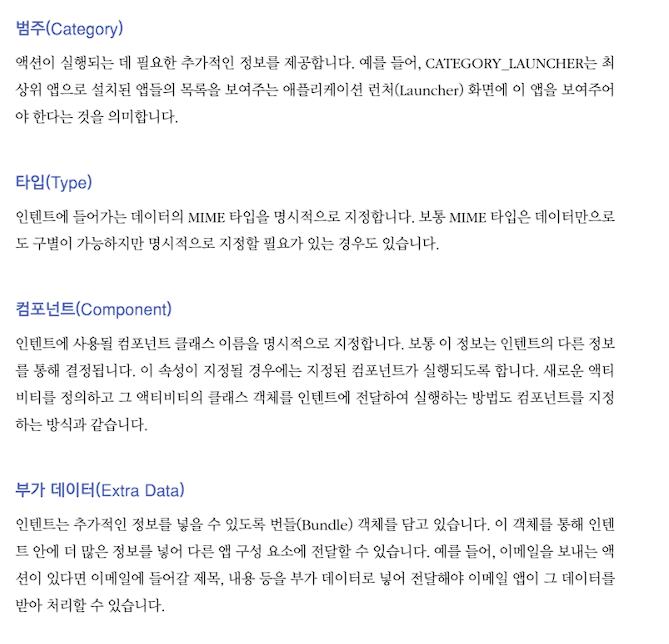 범주(Category)
액션이 실행되는 데 필요한 추가적인 정보를 제공합니다. 예를 들어, CATEGORY_LAUNCHER는 최
상위 앱으로 설치된 앱들의 목록을 보여주는 애플리케이션 런처(Launcher) 화면에 이 앱을 보여주어
야 한다는 것을 의미합니다.
타입(Type)
인텐트에 들어가는 데이터의 MIME 타입을 명시적으로 지정합니다. 보통 MIME 타입은 데이터만으로
도 구별이 가능하지만 명시적으로 지정할 필요가 있는 경우도 있습니다.
컴포넌트(Component)
인텐트에 사용될 컴포넌트 클래스 이름을 명시적으로 지정합니다. 보통 이 정보는 인텐트의 다른 정보
를 통해 결정됩니다. 이 속성이 지정될 경우에는 지정된 컴포넌트가 실행되도록 합니다. 새로운 액티
비티를 정의하고 그 액티비티의 클래스 객체를 인텐트에 전달하여 실행하는 방법도 컴포넌트를 지정
하는 방식과 같습니다.
부가 데이터(Extra Data)
인텐트는 추가적인 정보를 넣을 수 있도록 번들(Bundle) 객체를 담고 있습니다. 이 객체를 통해 인텐
트 안에 더 많은 정보를 넣어 다른 앱 구성 요소에 전달할 수 있습니다. 예를 들어, 이메일을 보내는 액
션이 있다면 이메일에 들어갈 제목, 내용 등을 부가 데이터로 넣어 전달해야 이메일 앱이 그 데이터를
받아 처리할 수 있습니다.